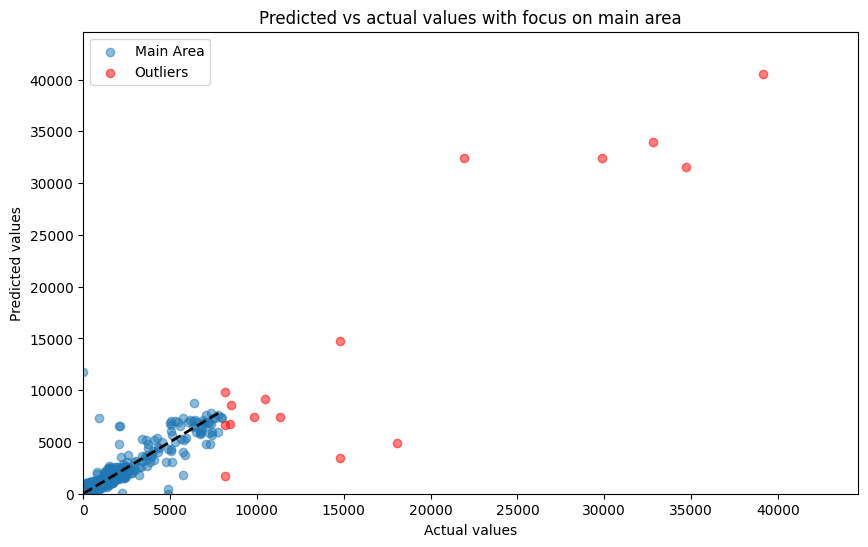 Predicted vs actual values with focus on main area
Main Area
Outliers
40000
35000
30000
25000
20000
15000
10000
5000
0
Predicted values
0 5000 10000 15000 20000 25000 30000 35000 40000
Actual values